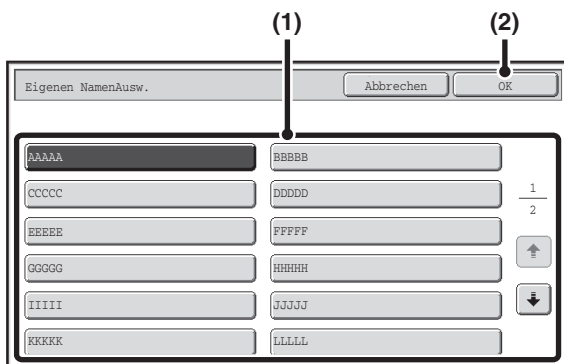 (1) (2)
Eigenen NamenAusw. Abbrechen OK
AAAAA BBBBB
CCCCC DDDDD
1
2
EEEEE FFFFF
GGGGG HHHHH
IIIII JJJJJ
KKKKK LLLLL